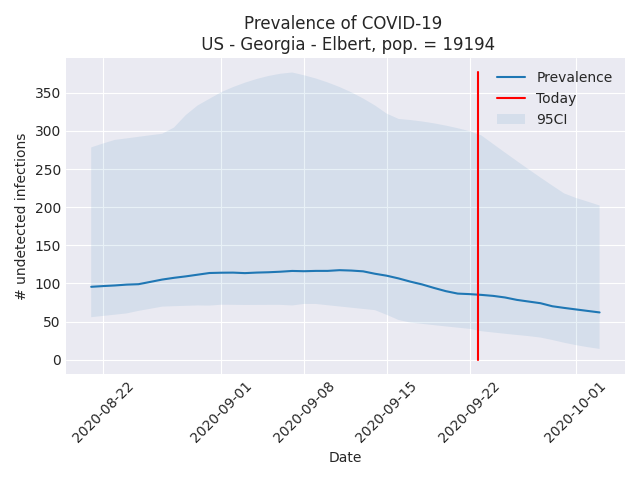 Prevalence of COVID-19
US - Georgia - Elbert, pop. = 19194
# undetected infections
350
300
250
200
150
100
50
0
Prevalence
Today
95CI
2020-08-22
2020-09-01
2020-09-08
2020-09-15
2020-09-22
2020-10-01
Date